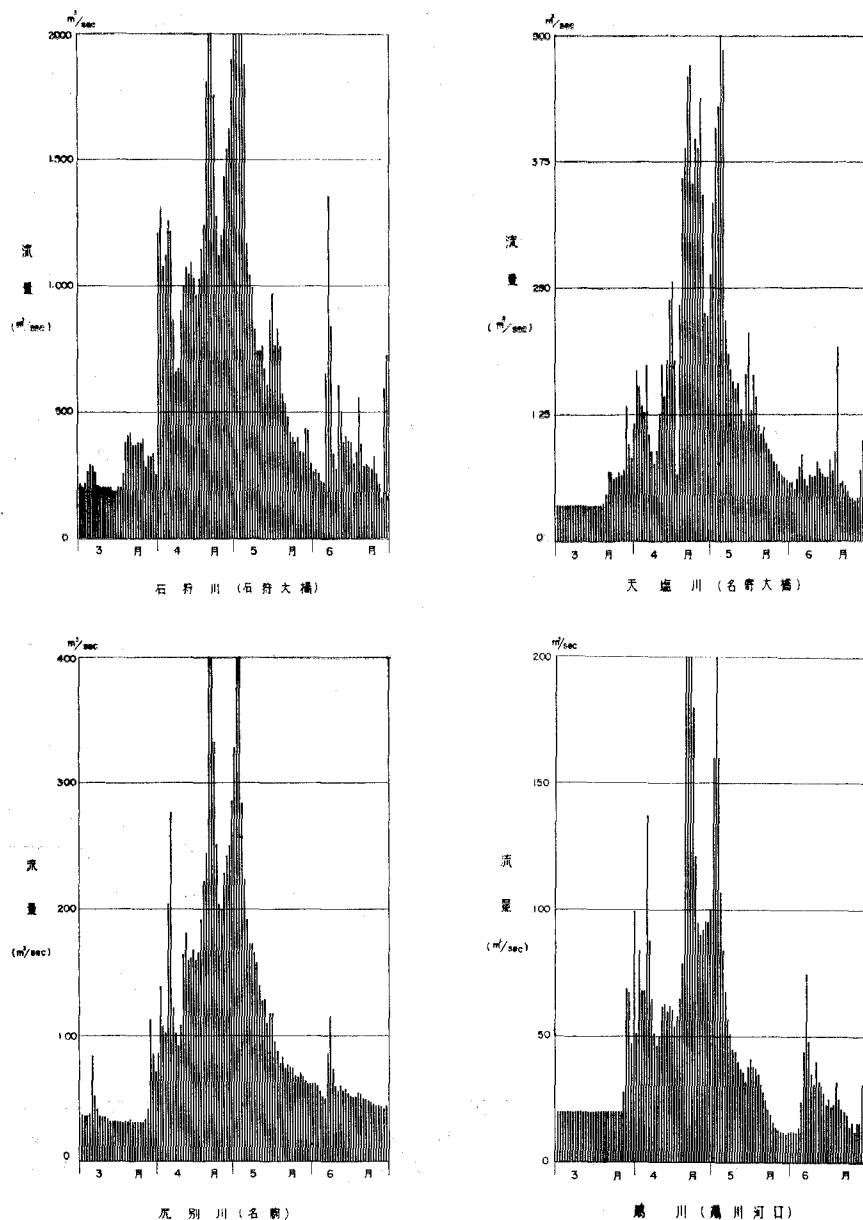 m³/sec
2000
1,500
1,000
500
0
流
量
(m³/sec)
3 月 4 月 5 月 6 月
石 狩 川 (石 狩 大 橋)
m³/sec
500
375
250
125
0
流
量
(m³/sec)
3 月 4 月 5 月 6 月
天 塩 川 (名 寄 大 橋)
m³/sec
400
300
200
100
0
流
量
(m³/sec)
3 月 4 月 5 月 6 月
尻 別 川 (名 駒)
m³/sec
200
150
100
50
0
流
量
(m³/sec)
3 月 4 月 5 月 6 月
鵡 川 (鵡 川 河 口)